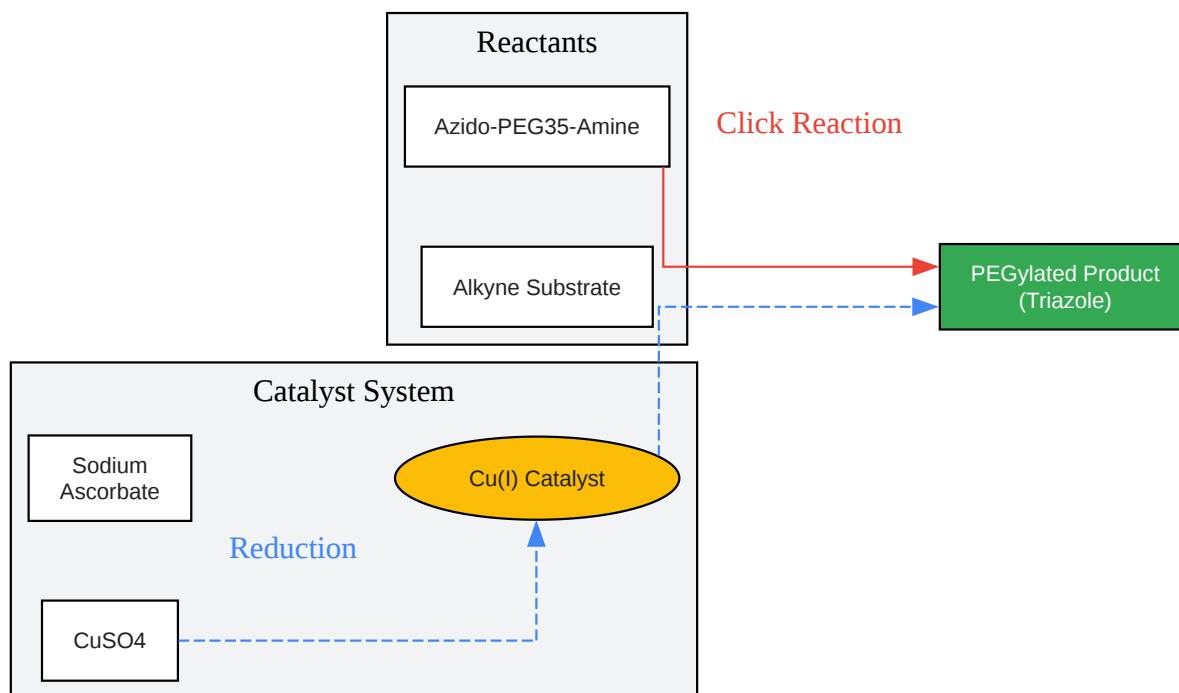 Reactants
Azido-PEG35-Amine
Click Reaction
Alkyne Substrate
PEGylated Product
(Triazole)
Catalyst System
Sodium
Ascorbate
Cu(I) Catalyst
Reduction
CuSO4